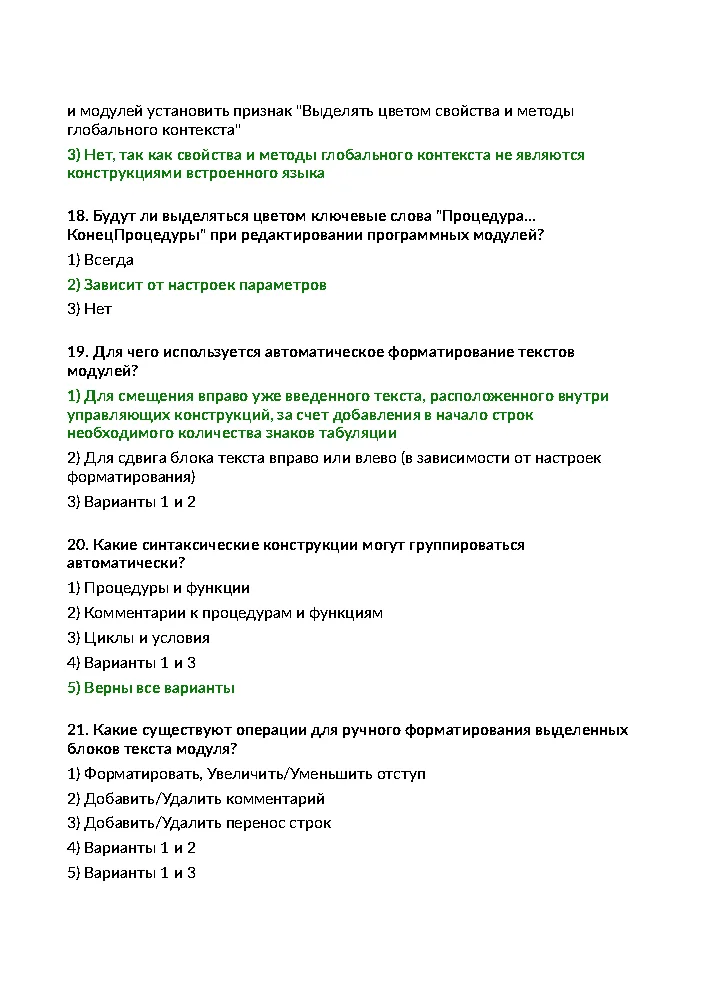 и модулей установить признак "Выделять цветом свойства и методы
глобального контекста"
3) Нет, так как свойства и методы глобального контекста не являются
конструкциями встроенного языка
18. Будут ли выделяться цветом ключевые слова "Процедура...
КонецПроцедуры" при редактировании программных модулей?
1) Всегда
2) Зависит от настроек параметров
3) Нет
19. Для чего используется автоматическое форматирование текстов
модулей?
1) Для смещения вправо уже введенного текста, расположенного внутри
управляющих конструкций, за счет добавления в начало строк
необходимого количества знаков табуляции
2) Для сдвига блока текста вправо или влево (в зависимости от настроек
форматирования)
3) Варианты 1 и 2
20. Какие синтаксические конструкции могут группироваться
автоматически?
1) Процедуры и функции
2) Комментарии к процедурам и функциям
3) Циклы и условия
4) Варианты 1 и 3
5) Верны все варианты
21. Какие существуют операции для ручного форматирования выделенных
блоков текста модуля?
1) Форматировать, Увеличить/Уменьшить отступ
2) Добавить/Удалить комментарий
3) Добавить/Удалить перенос строк
4) Варианты 1 и 2
5) Варианты 1 и 3